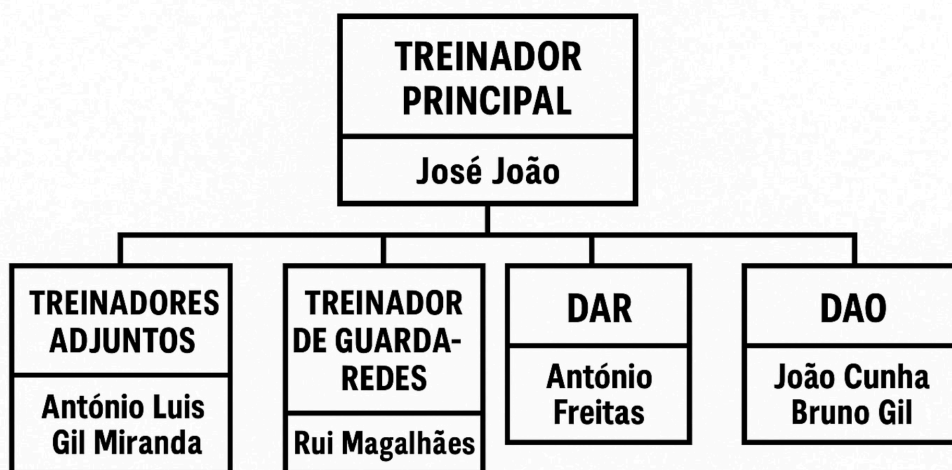 TREINADOR
PRINCIPAL
José João
TREINADORES
ADJUNTOS
António Luis
Gil Miranda
TREINADOR
DE GUARDA-
REDES
Rui Magalhães
DAR
António
Freitas
DAO
João Cunha
Bruno Gil